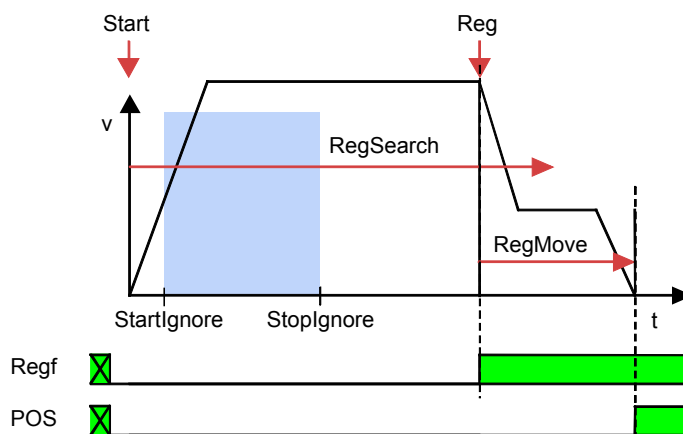 Start
Reg
v
RegSearch
RegMove
StartIgnore
StopIgnore
t
Regf
POS